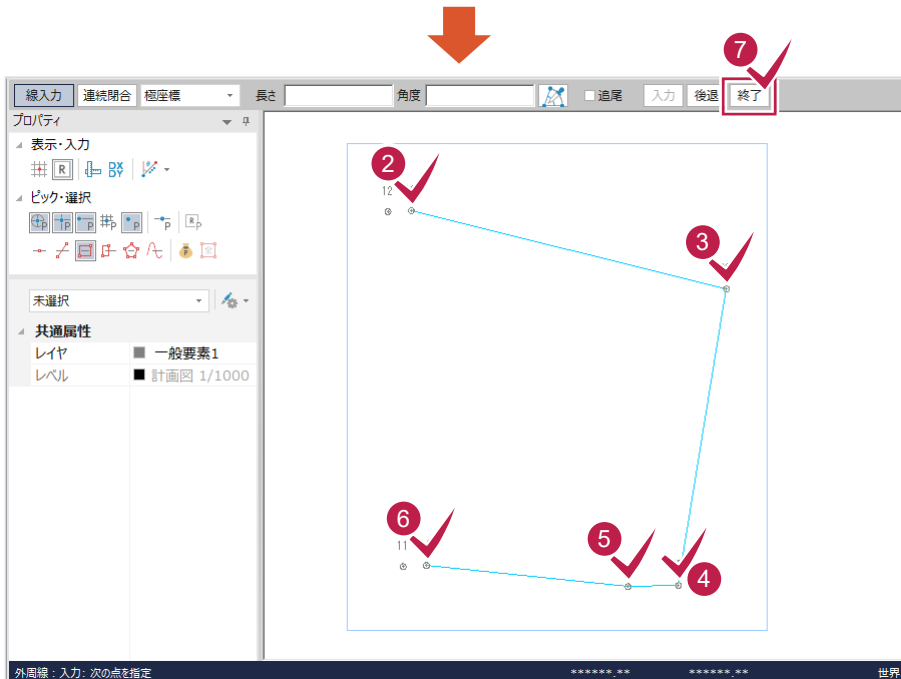 7
線入力 連続閉合 極座標 長さ 角度 追尾 入力 後退 終了
プロパティ
表示・入力
R DX DY
ピック・選択
P P P P P P R P
未選択
共通属性
レイヤ 一般要素1
レベル 計画図 1/1000
2
12
3
6
11
5
4
外周線 : 入力: 次の点を指定 ******.** ******.** 世界